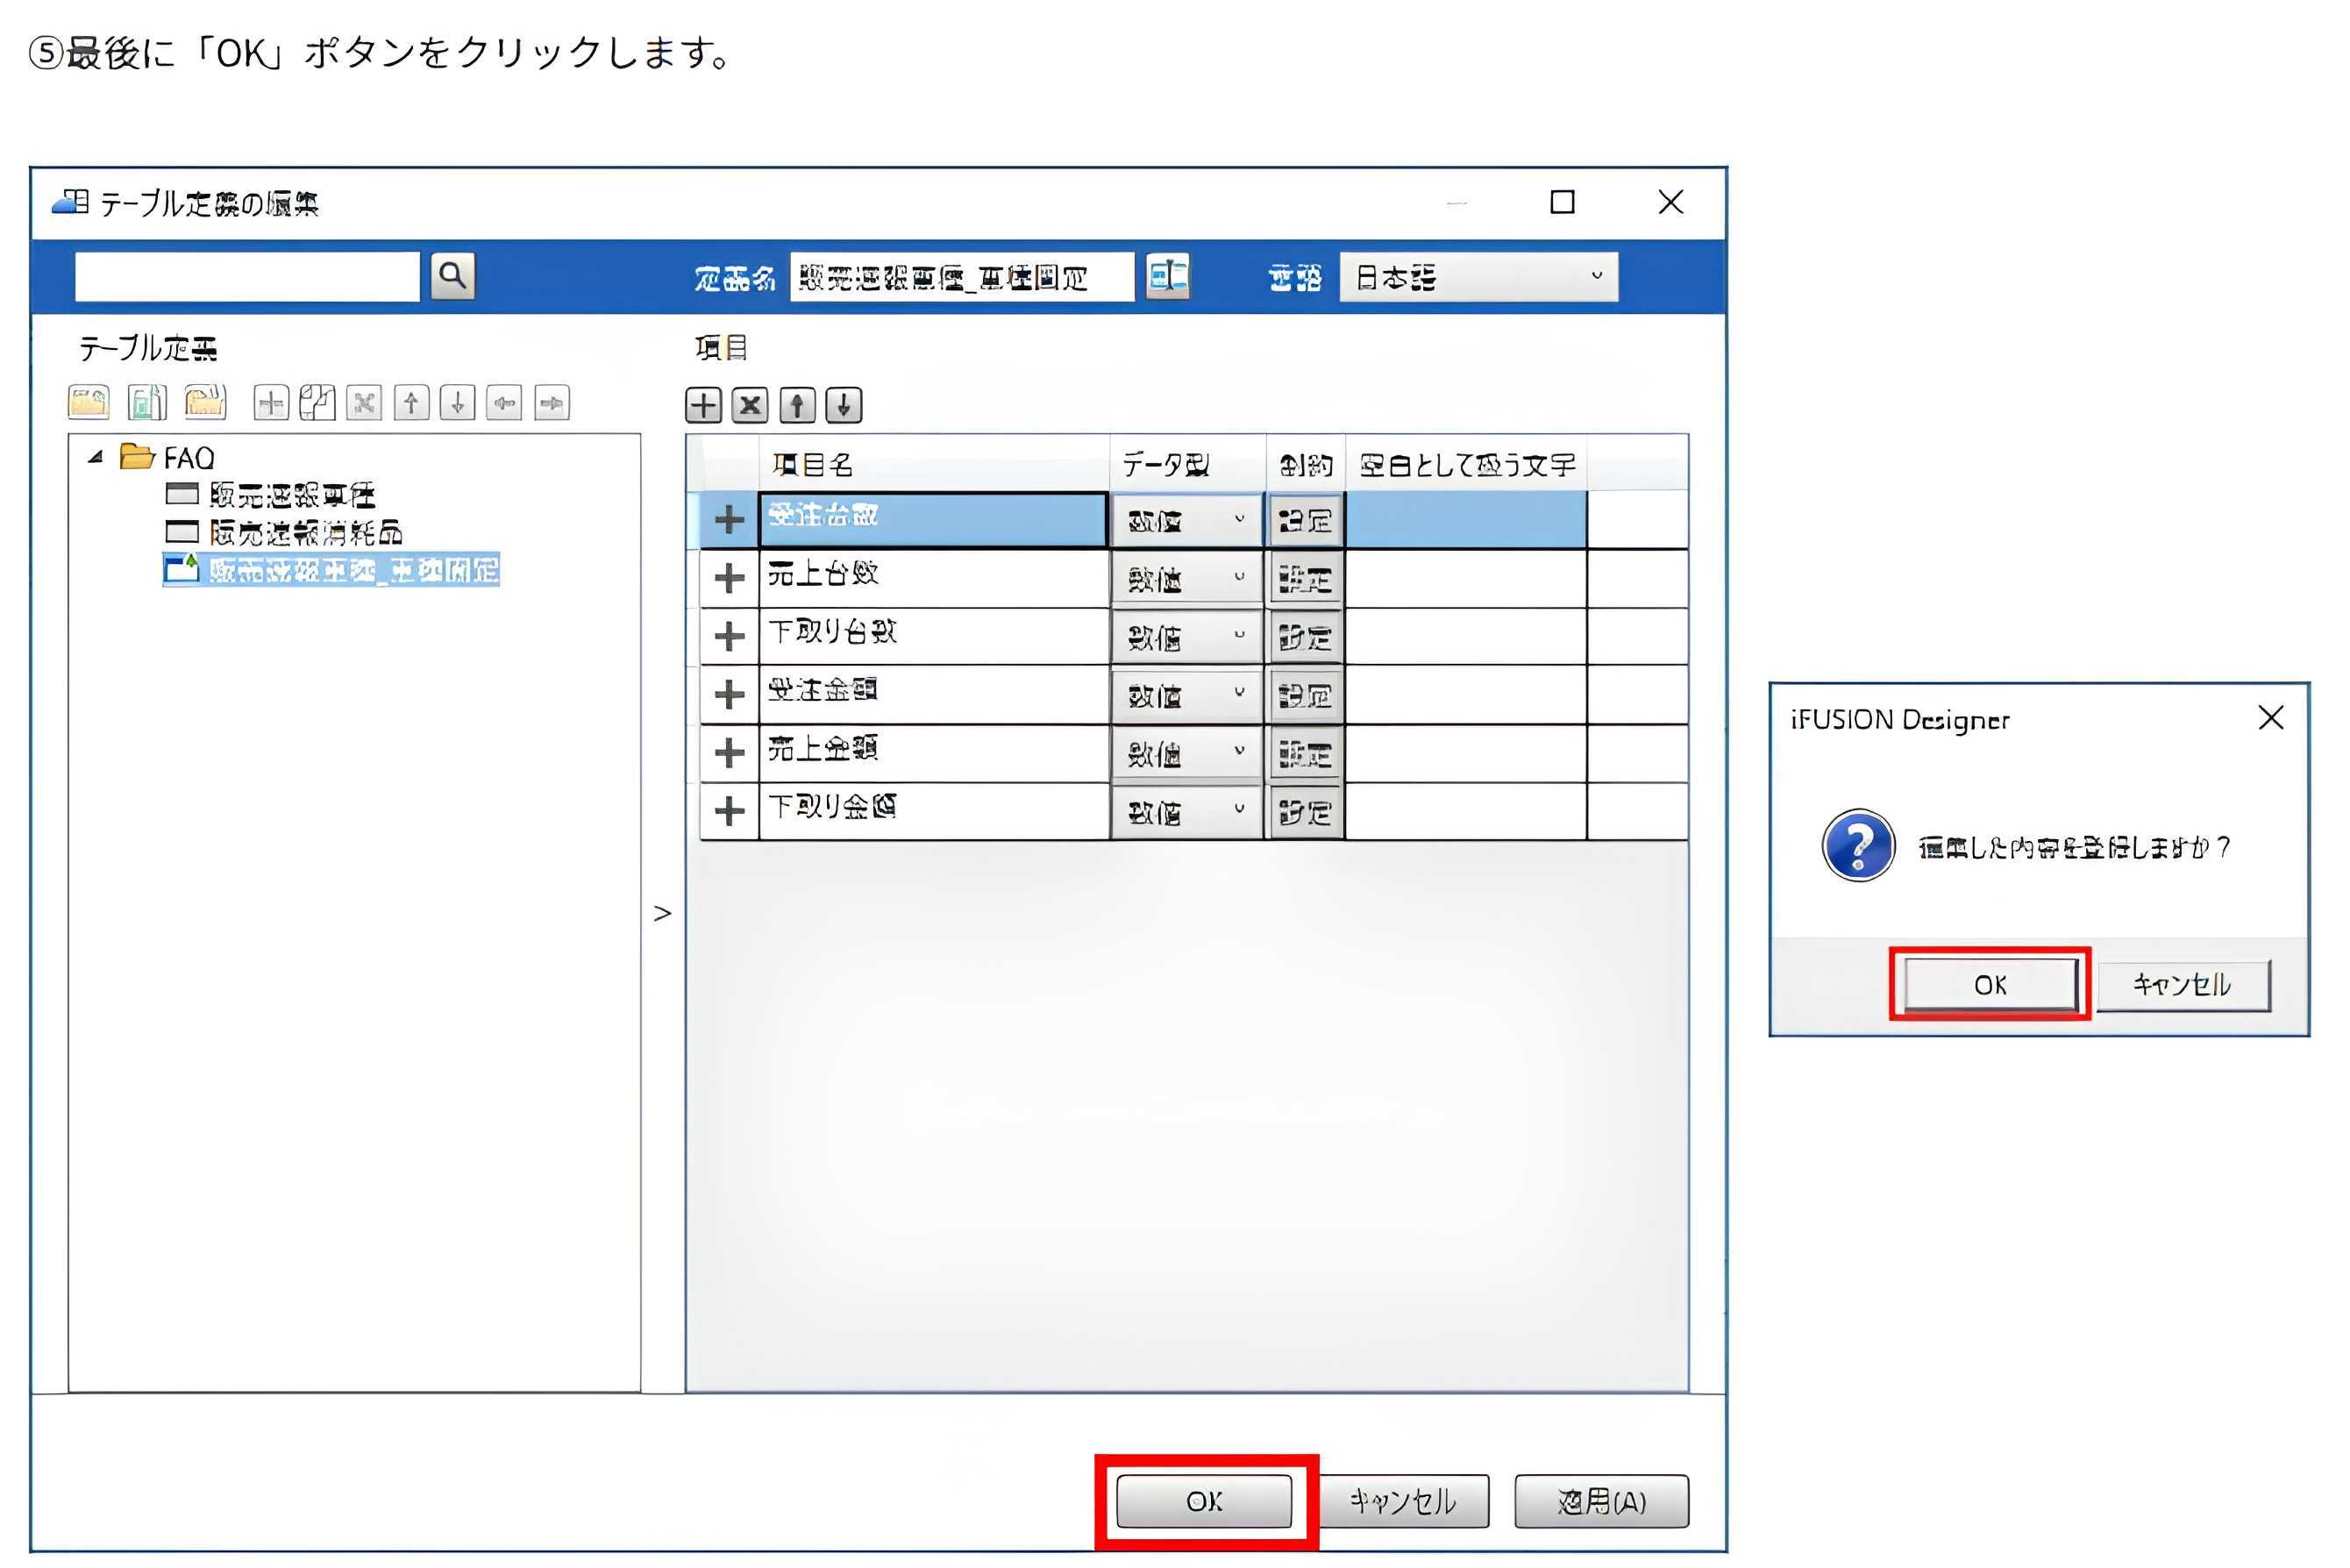 ⑤最後に「OK」ボタンをクリックします。
テーブル定義の編集
定義名 販売速報車種_車種固定 言語 日本語
テーブル定義 項目
FAQ
販売速報車種
販売速報消耗品
販売速報車種_車種固定
項目名 データ型 制約 空白として扱う文字
受注台数 数値 設定
売上台数 数値 設定
下取り台数 数値 設定
受注金額 数値 設定
売上金額 数値 設定
下取り金額 数値 設定
>
OK キャンセル 適用(A)
iFUSION Designer
編集した内容を登録しますか？
OK キャンセル